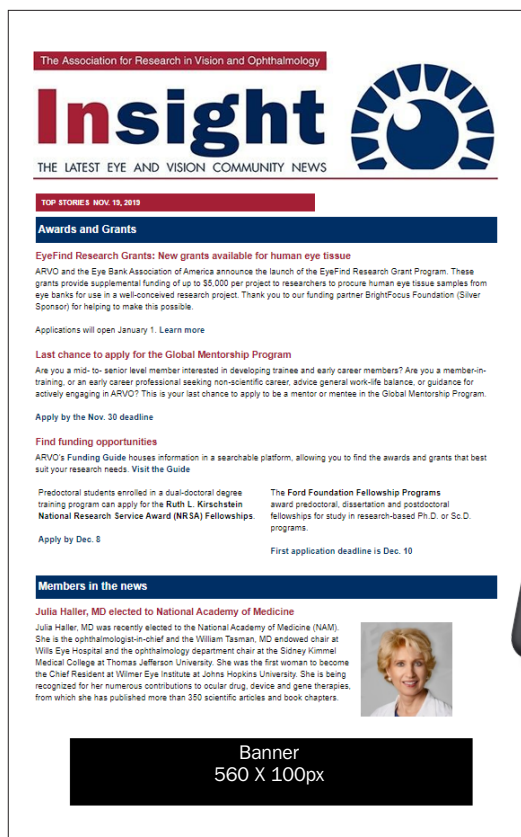 The Association for Research in Vision and Ophthalmology
Insight
THE LATEST EYE AND VISION COMMUNITY NEWS
TOP STORIES NOV. 19, 2019
Awards and Grants
EyeFind Research Grants: New grants available for human eye tissue
ARVO and the Eye Bank Association of America announce the launch of the EyeFind Research Grant Program. These
grants provide supplemental funding of up to $5,000 per project to researchers to procure human eye tissue samples from
eye banks for use in a well-conceived research project. Thank you to our funding partner BrightFocus Foundation (Silver
Sponsor) for helping to make this possible.
Applications will open January 1. Learn more
Last chance to apply for the Global Mentorship Program
Are you a mid- to- senior level member interested in developing trainee and early career members? Are you a member-in-
training, or an early career professional seeking non-scientific career, advice general work-life balance, or guidance for
actively engaging in ARVO? This is your last chance to apply to be a mentor or mentee in the Global Mentorship Program.
Apply by the Nov. 30 deadline
Find funding opportunities
ARVO's Funding Guide houses information in a searchable platform, allowing you to find the awards and grants that best
suit your research needs. Visit the Guide
Predoctoral students enrolled in a dual-doctoral degree
training program can apply for the Ruth L. Kirschstein
National Research Service Award (NRSA) Fellowships.
Apply by Dec. 8
The Ford Foundation Fellowship Programs
award predoctoral, dissertation and postdoctoral
fellowships for study in research-based Ph.D. or Sc.D.
programs.
First application deadline is Dec. 10
Members in the news
Julia Haller, MD elected to National Academy of Medicine
Julia Haller, MD was recently elected to the National Academy of Medicine (NAM).
She is the ophthalmologist-in-chief and the William Tasman, MD endowed chair at
Wills Eye Hospital and the ophthalmology department chair at the Sidney Kimmel
Medical College at Thomas Jefferson University. She was the first woman to become
the Chief Resident at Wilmer Eye Institute at Johns Hopkins University. She is being
recognized for her numerous contributions to ocular drug, device and gene therapies,
from which she has published more than 350 scientific articles and book chapters.
Banner
560 X 100px